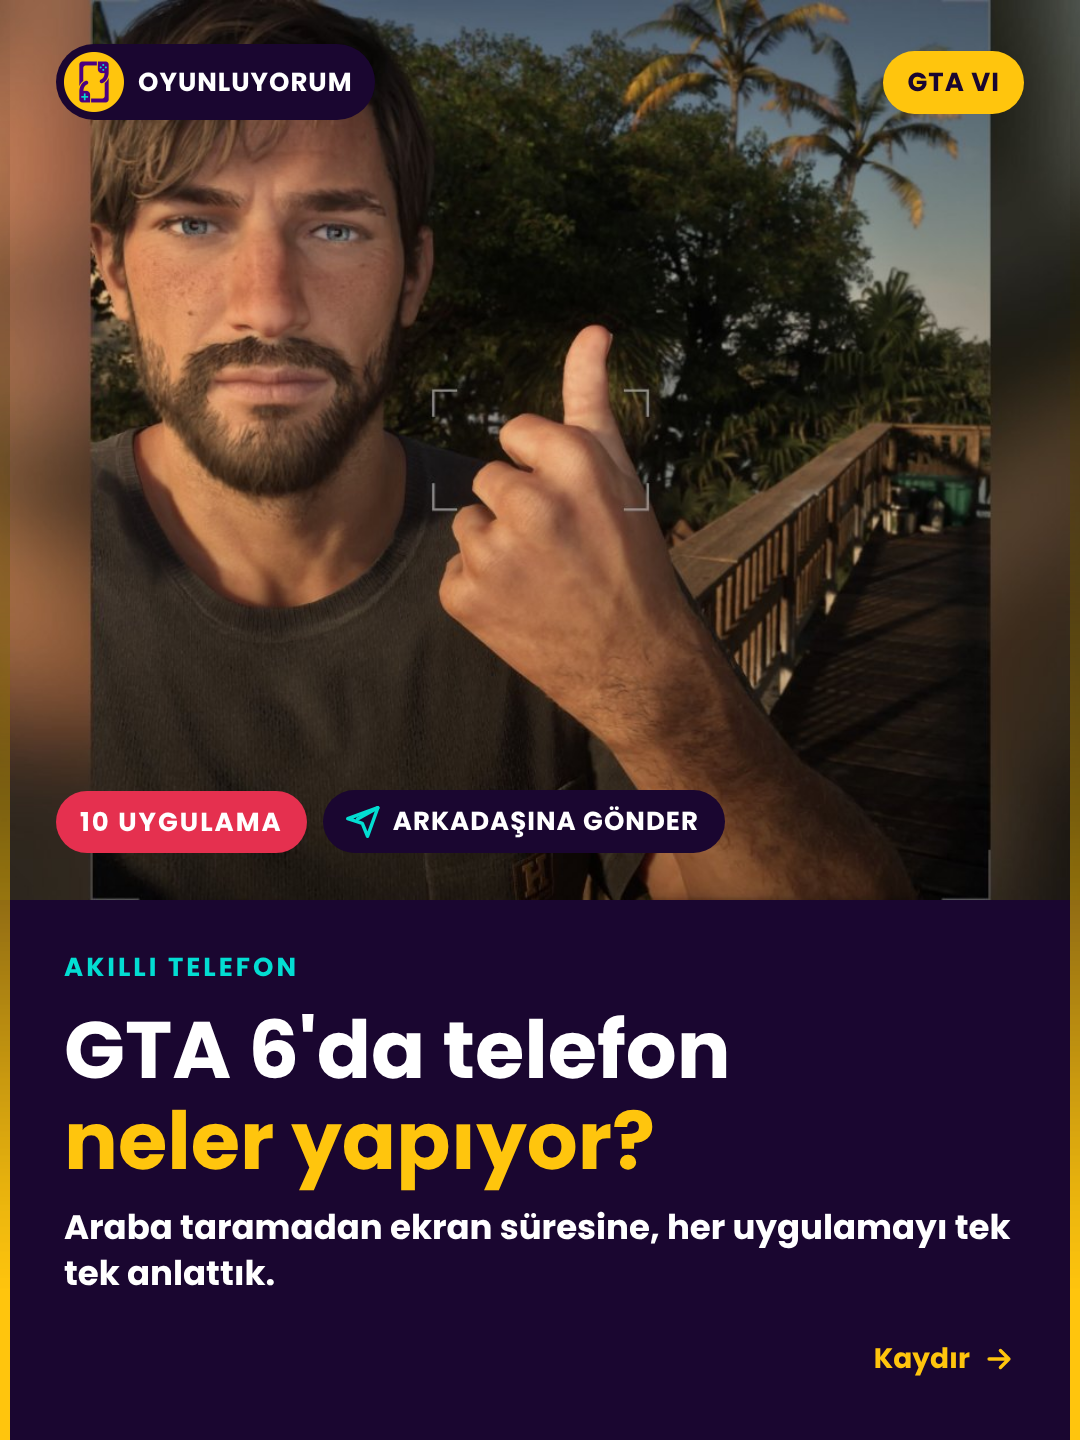 OYUNLUYORUM
GTA VI
10 UYGULAMA
ARKADAŞINA GÖNDER
AKILLI TELEFON
GTA 6'da telefon
neler yapıyor?
Araba taramadan ekran süresine, her uygulamayı tek
tek anlattık.
Kaydır →